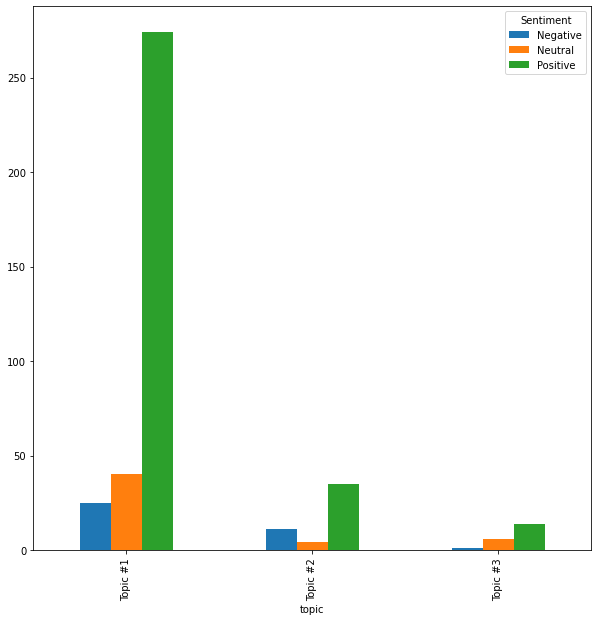 Sentiment
Negative
Neutral
Positive
250
200
150
100
50
0
Topic #1
Topic #2
Topic #3
topic